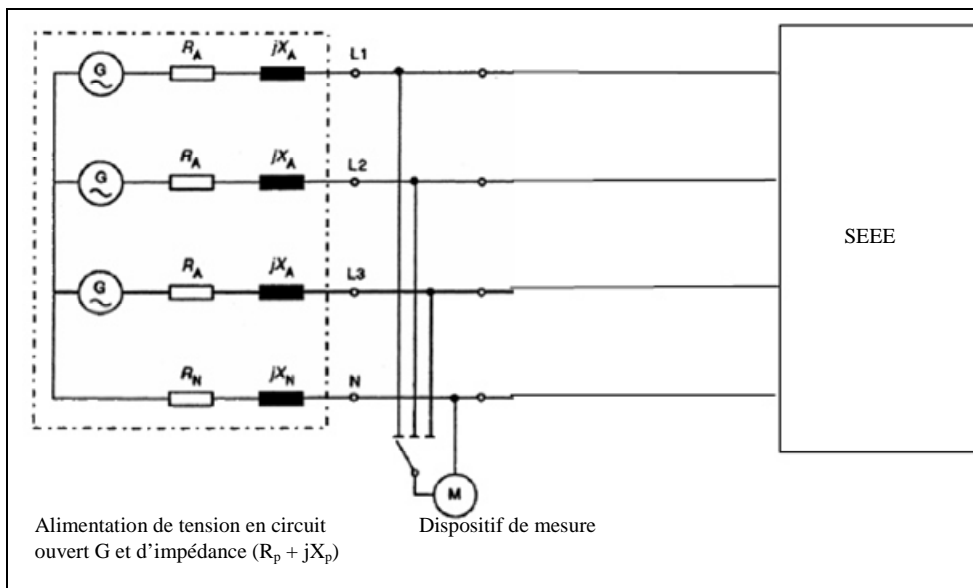 G
R_A
jX_A
L1
G
R_A
jX_A
L2
SEEE
G
R_A
jX_A
L3
R_N
jX_N
N
M
Alimentation de tension en circuit
ouvert G et d'impédance (R_p + jX_p)
Dispositif de mesure